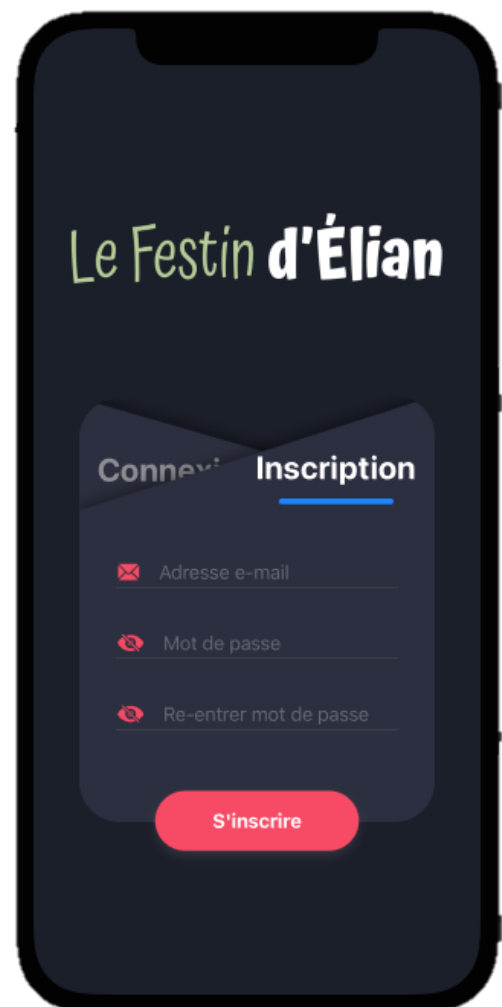 Le Festin d'Élian
Inscription
Adresse e-mail
Mot de passe
Re-entrer mot de passe
S'inscrire